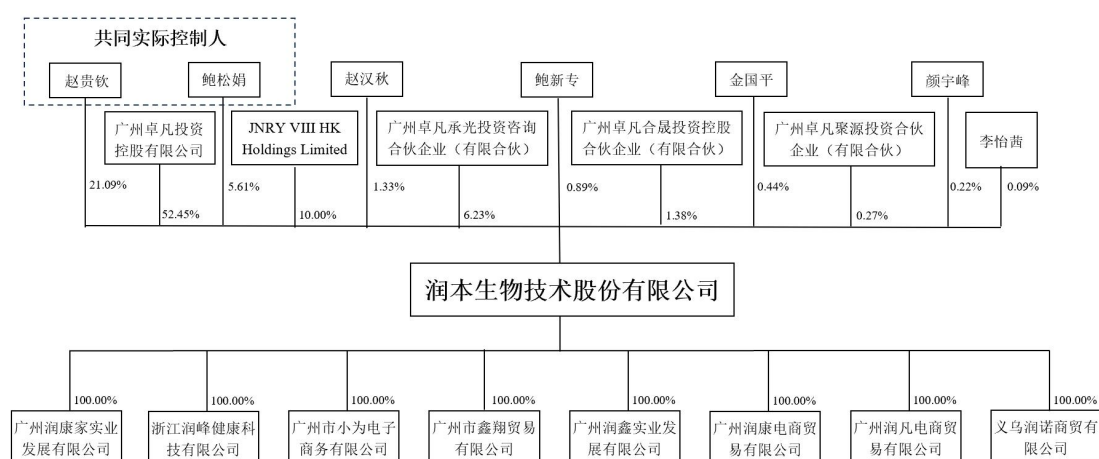 共同实际控制人
赵贵钦
鲍松娟
赵汉秋
鲍新专
金国平
颜宇峰
广州卓凡投资
控股有限公司
JNRY VIII HK
Holdings Limited
广州卓凡承光投资咨询
合伙企业（有限合伙）
广州卓凡合晟投资控股
合伙企业（有限合伙）
广州卓凡聚源投资合伙
企业（有限合伙）
李怡茜
21.09%
52.45%
5.61%
10.00%
1.33%
6.23%
0.89%
1.38%
0.44%
0.27%
0.22%
0.09%
润本生物技术股份有限公司
100.00%
100.00%
100.00%
100.00%
100.00%
100.00%
100.00%
100.00%
广州润康家实业
发展有限公司
浙江润峰健康科
技有限公司
广州市小为电子
商务有限公司
广州市鑫翔贸易
有限公司
广州润鑫实业发
展有限公司
广州润康电商贸
易有限公司
广州润凡电商贸
易有限公司
义乌润诺商贸有
限公司